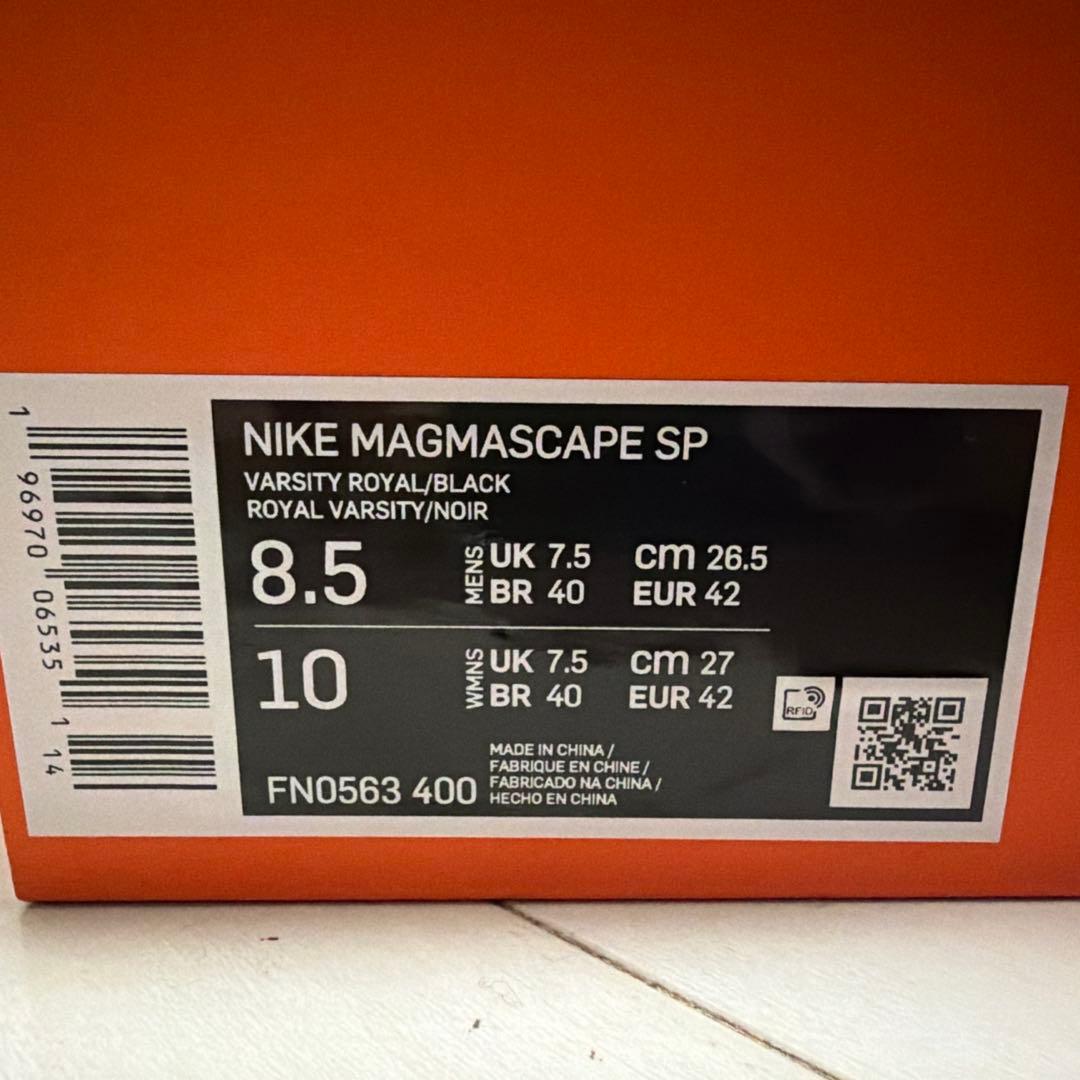 NIKE MAGMASCAPE SP
VARSITY ROYAL/BLACK
ROYAL VARSITY/NOIR
8.5 MENS UK 7.5 cm 26.5
BR 40 EUR 42
10 WMNS UK 7.5 cm 27
BR 40 EUR 42
RFID
MADE IN CHINA /
FABRIQUE EN CHINE /
FABRICADO NA CHINA /
HECHO EN CHINA
FN0563 400
1 96970 06535 1 14